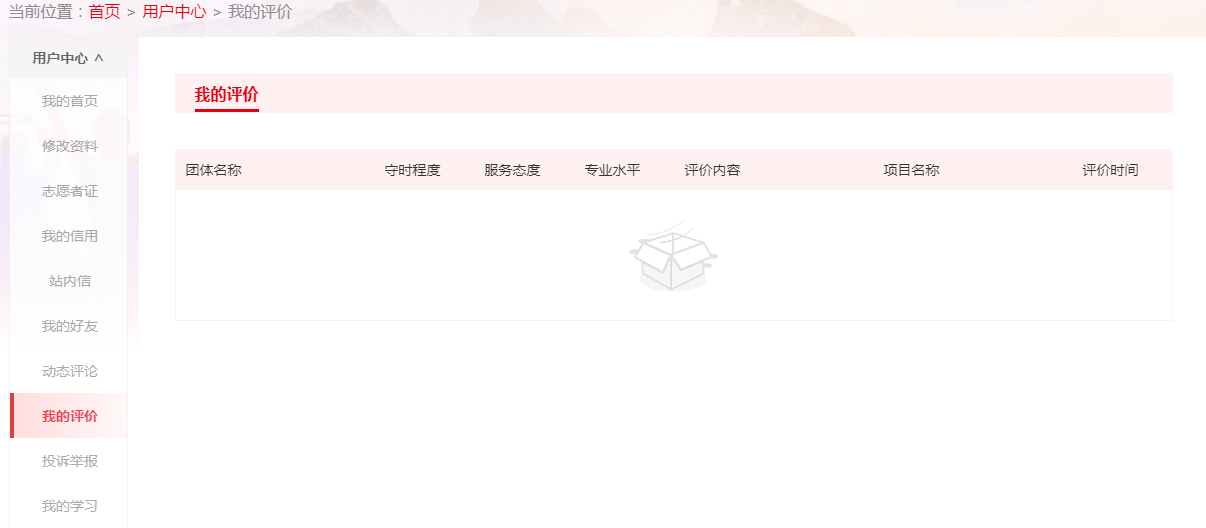 当前位置：首页 > 用户中心 > 我的评价
用户中心 ∧
我的首页
修改资料
志愿者证
我的信用
站内信
我的好友
动态评论
我的评价
投诉举报
我的学习
我的评价
团体名称 守时程度 服务态度 专业水平 评价内容 项目名称 评价时间